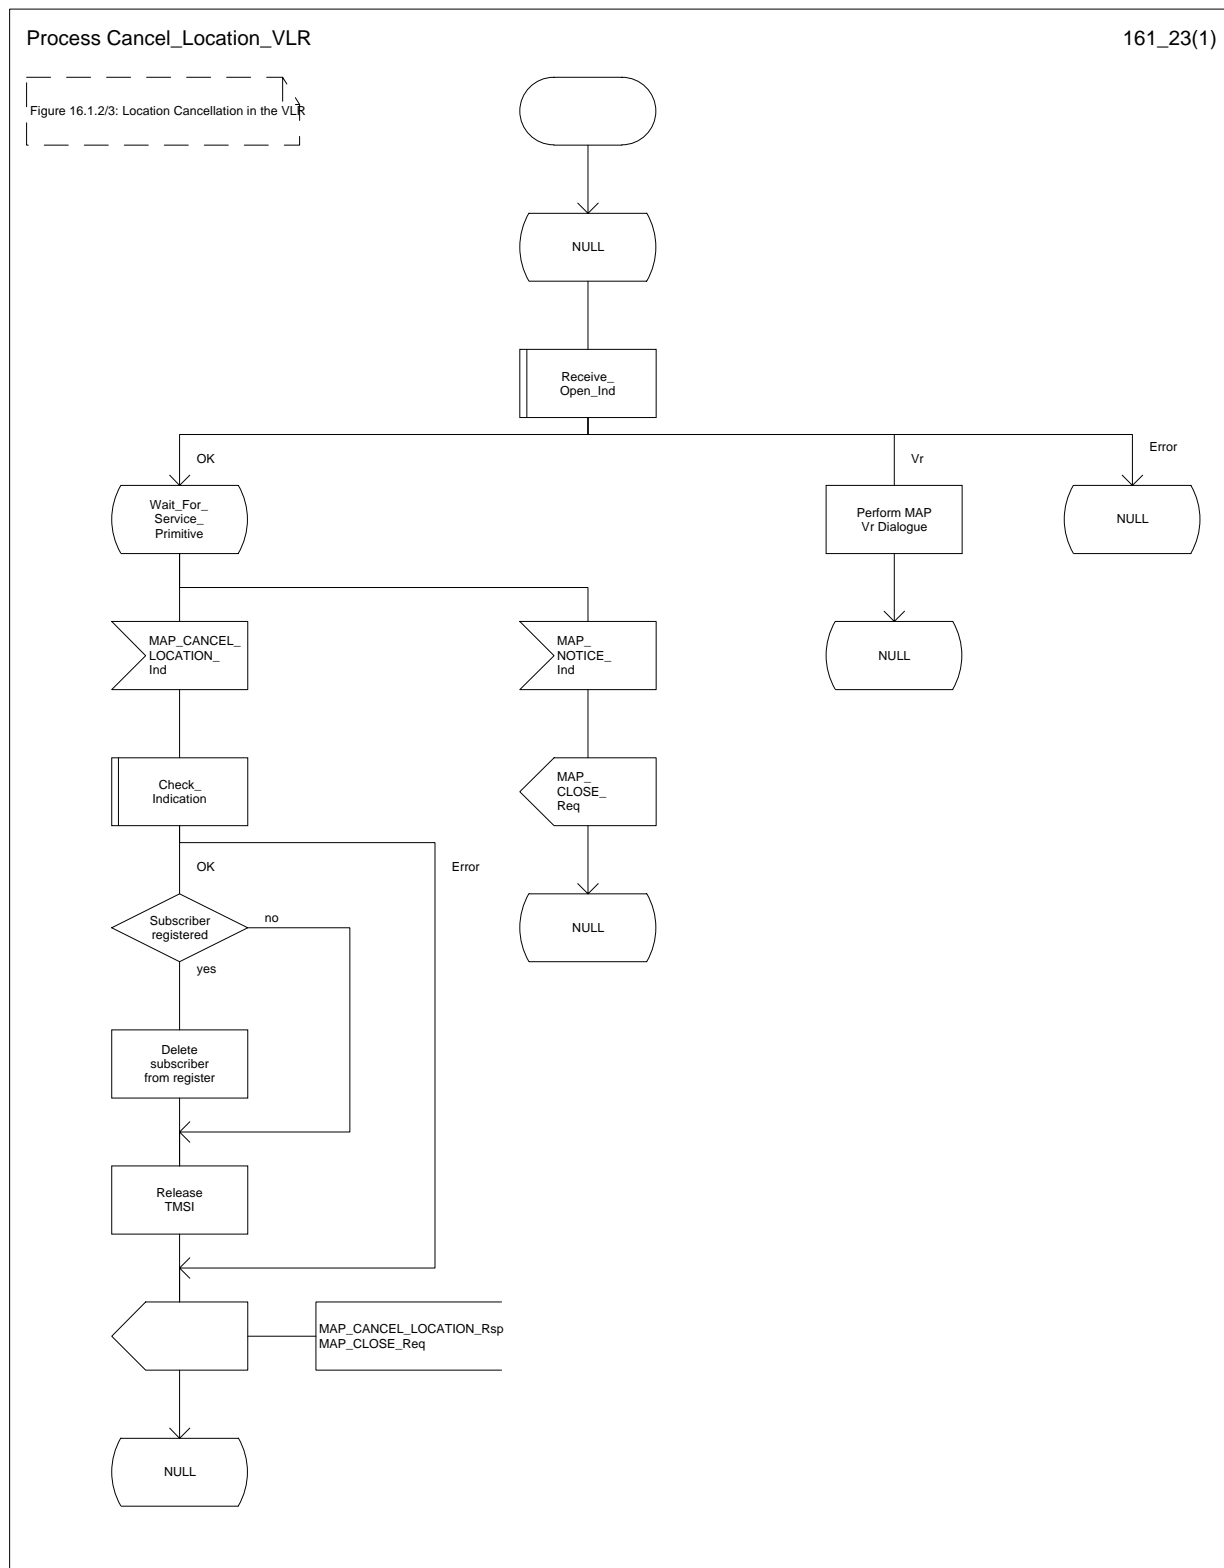 Process Cancel_Location_VLR
161_23(1)
Figure 16.1.2/3: Location Cancellation in the VLR
NULL
Receive_
Open_Ind
OK
Vr
Error
Wait_For_
Service_
Primitive
Perform MAP
Vr Dialogue
NULL
MAP_CANCEL_
LOCATION_
Ind
MAP_
NOTICE_
Ind
NULL
Check_
Indication
MAP_
CLOSE_
Req
OK
Error
Subscriber
registered
no
yes
NULL
Delete
subscriber
from register
Release
TMSI
MAP_CANCEL_LOCATION_Rsp
MAP_CLOSE_Req
NULL